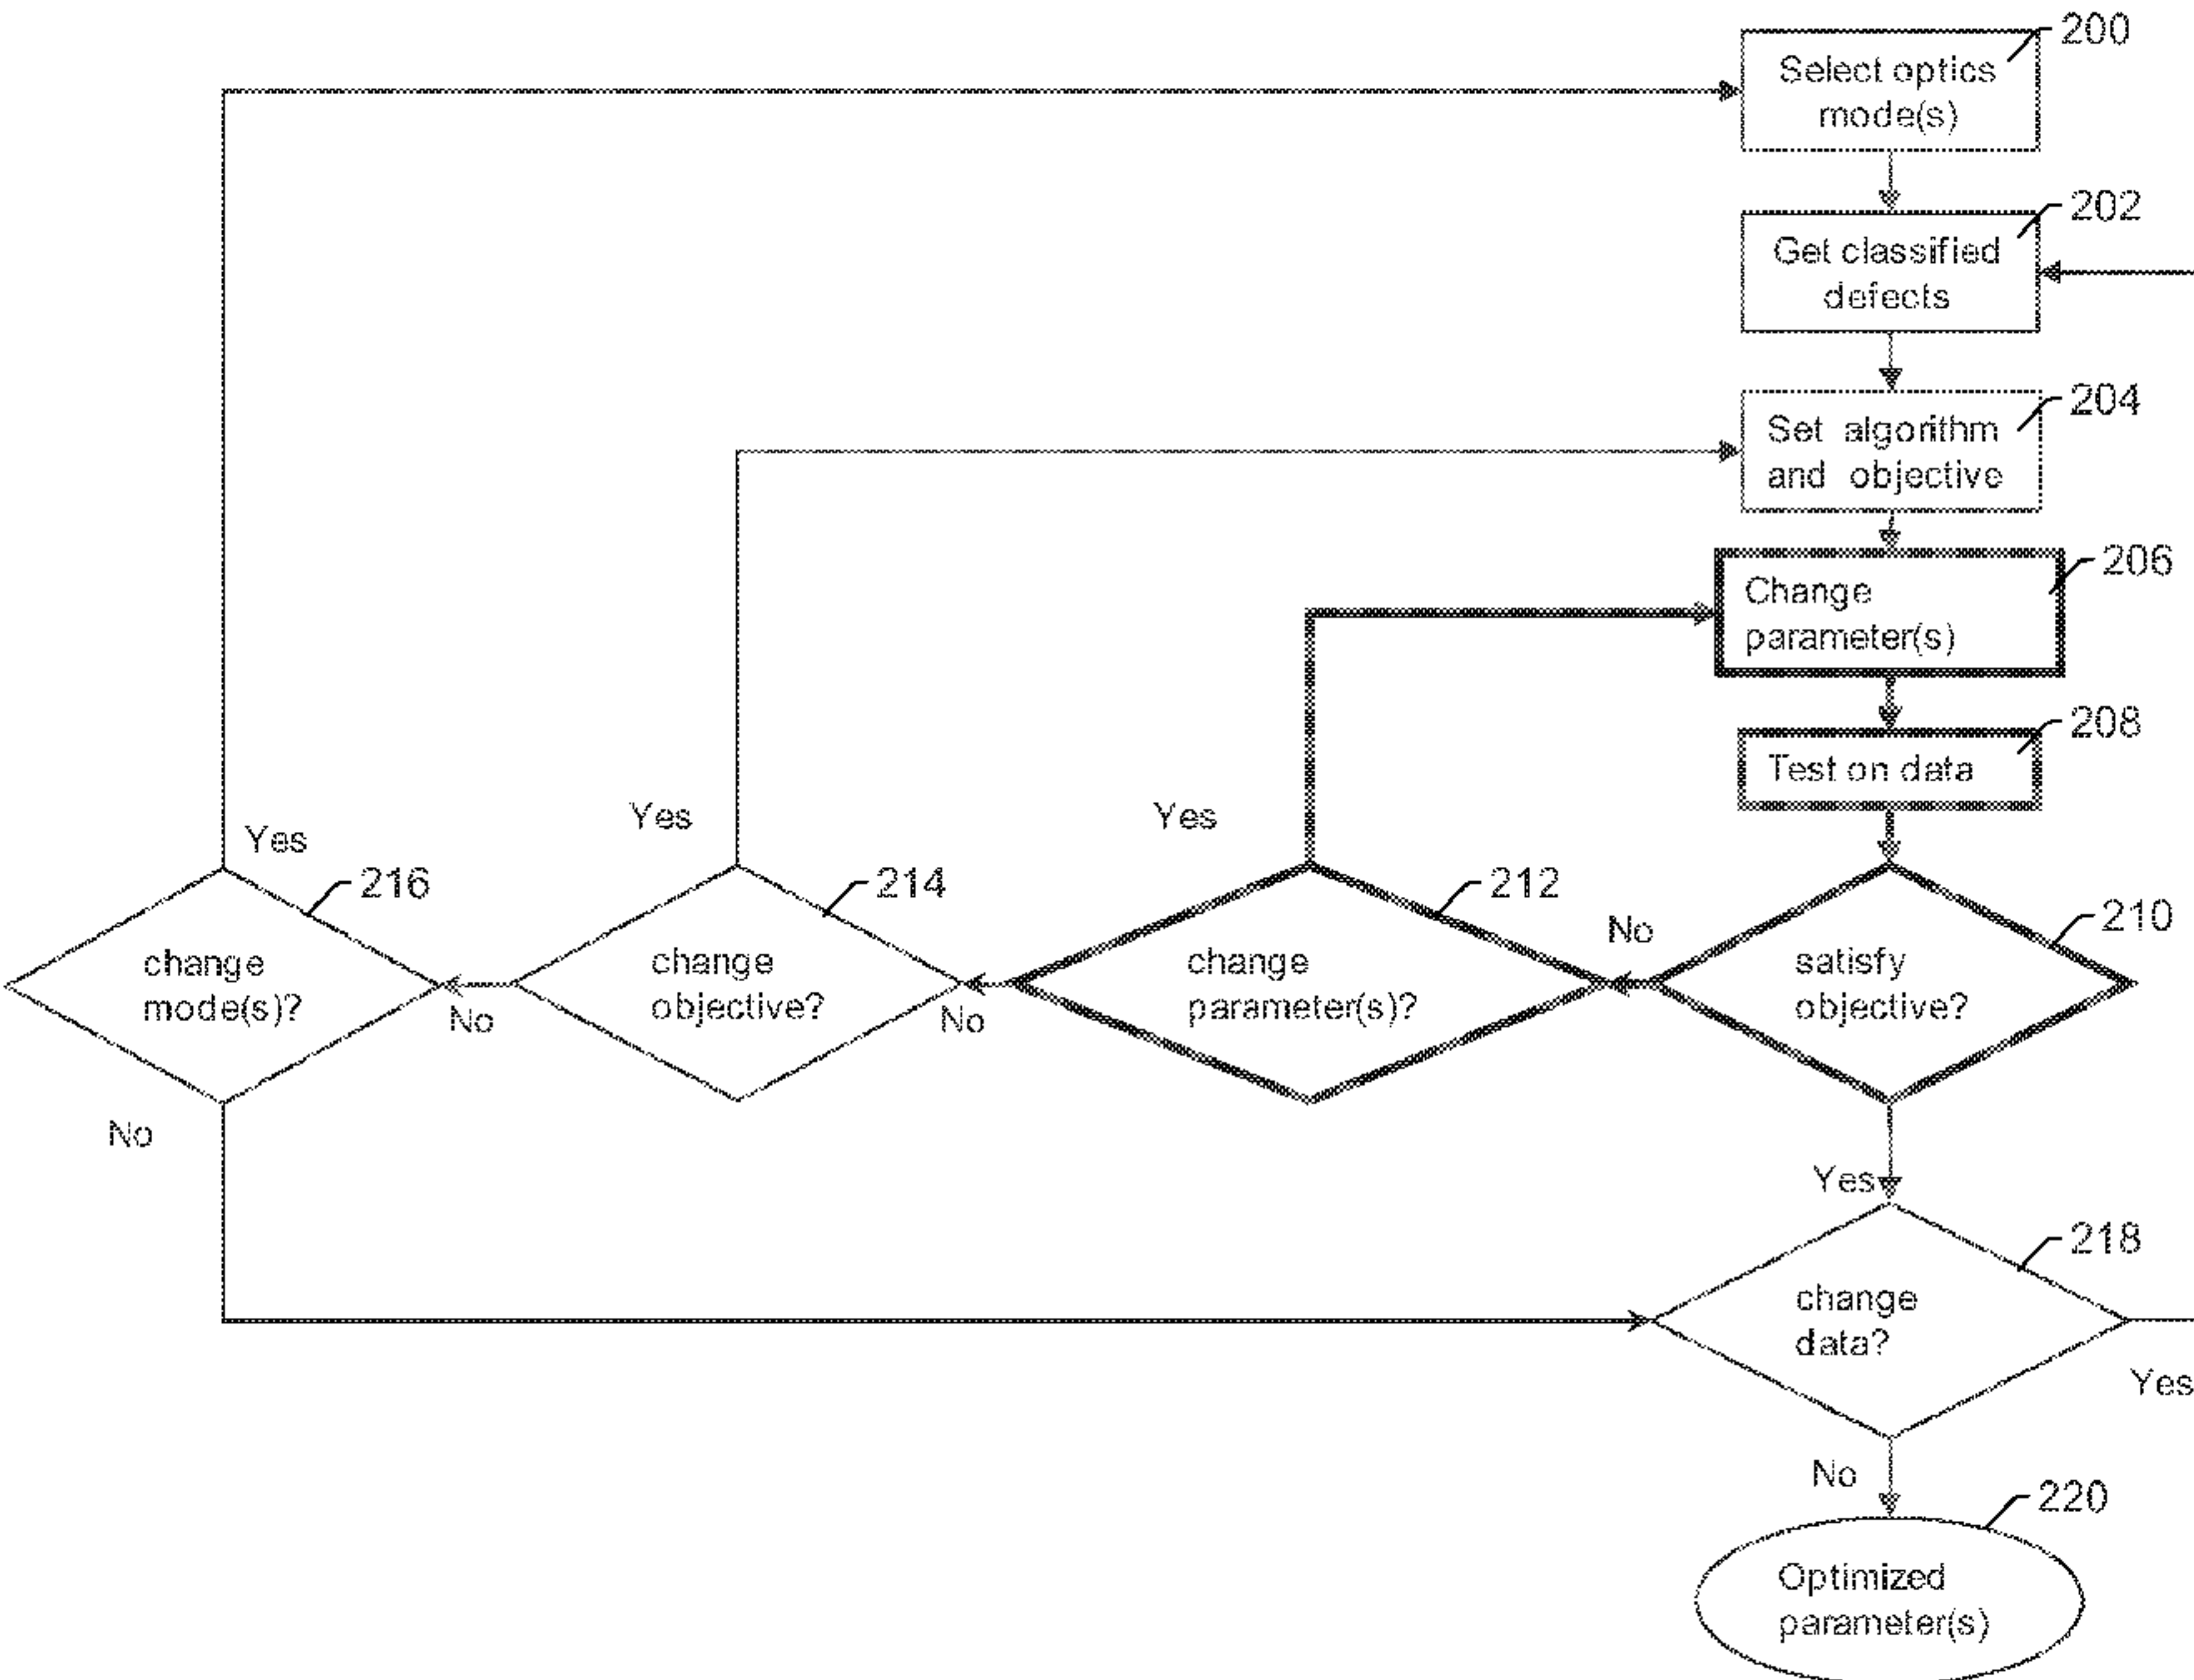 200
Select optics
mode(s)
202
Get classified
defects
204
Set algorithm
and objective
206
Change
parameter(s)
208
Test on data
Yes
216
change
mode(s)?
No
Yes
214
change
objective?
No
Yes
212
change
parameter(s)?
No
No
210
satisfy
objective?
Yes
218
change
data?
Yes
No
220
Optimized
parameter(s)